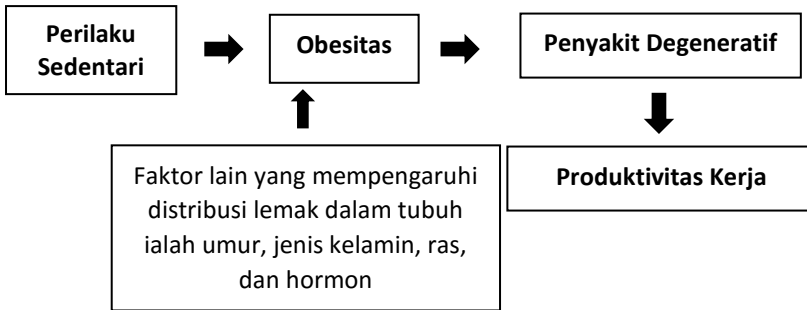 Perilaku
Sedentari
Obesitas
Penyakit Degeneratif
Faktor lain yang mempengaruhi
distribusi lemak dalam tubuh
ialah umur, jenis kelamin, ras,
dan hormon
Produktivitas Kerja